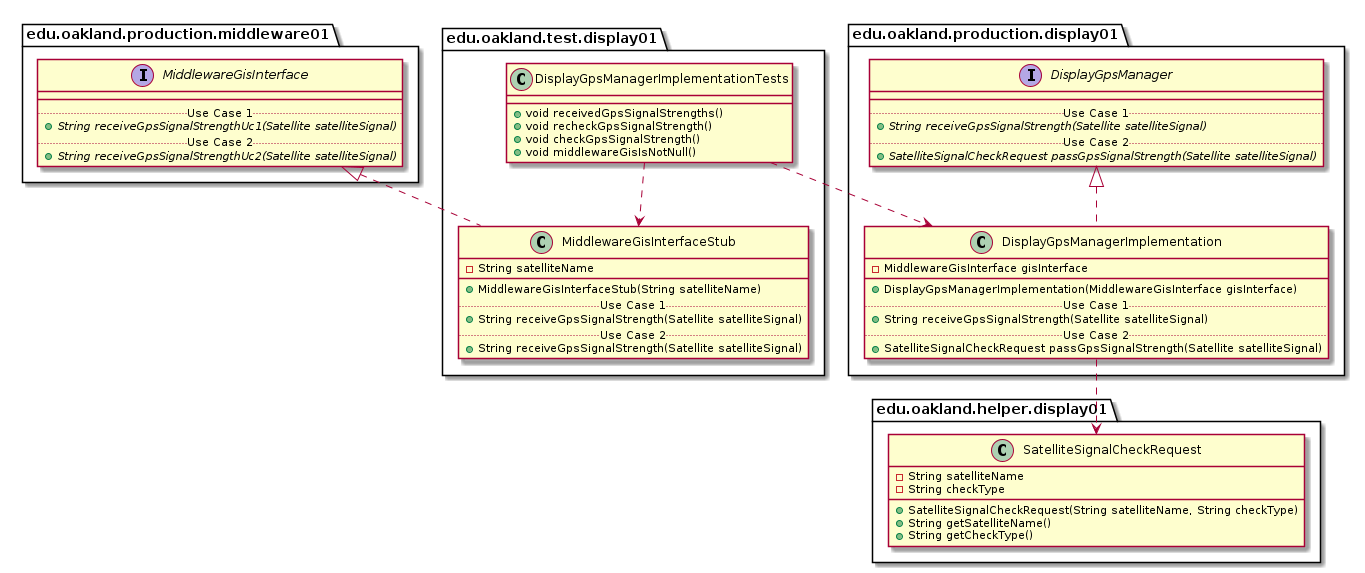 edu.oakland.production.middleware01
I MiddlewareGisInterface
Use Case 1
String receiveGpsSignalStrengthUc1(Satellite satelliteSignal)
Use Case 2
String receiveGpsSignalStrengthUc2(Satellite satelliteSignal)
edu.oakland.test.display01
C DisplayGpsManagerImplementationTests
void receivedGpsSignalStrengths()
void recheckGpsSignalStrength()
void checkGpsSignalStrength()
void middlewareGisIsNotNull()
C MiddlewareGisInterfaceStub
String satelliteName
MiddlewareGisInterfaceStub(String satelliteName)
Use Case 1
String receiveGpsSignalStrength(Satellite satelliteSignal)
Use Case 2
String receiveGpsSignalStrength(Satellite satelliteSignal)
edu.oakland.production.display01
I DisplayGpsManager
Use Case 1
String receiveGpsSignalStrength(Satellite satelliteSignal)
Use Case 2
SatelliteSignalCheckRequest passGpsSignalStrength(Satellite satelliteSignal)
C DisplayGpsManagerImplementation
MiddlewareGisInterface gisInterface
DisplayGpsManagerImplementation(MiddlewareGisInterface gisInterface)
Use Case 1
String receiveGpsSignalStrength(Satellite satelliteSignal)
Use Case 2
SatelliteSignalCheckRequest passGpsSignalStrength(Satellite satelliteSignal)
edu.oakland.helper.display01
C SatelliteSignalCheckRequest
String satelliteName
String checkType
SatelliteSignalCheckRequest(String satelliteName, String checkType)
String getSatelliteName()
String getCheckType()